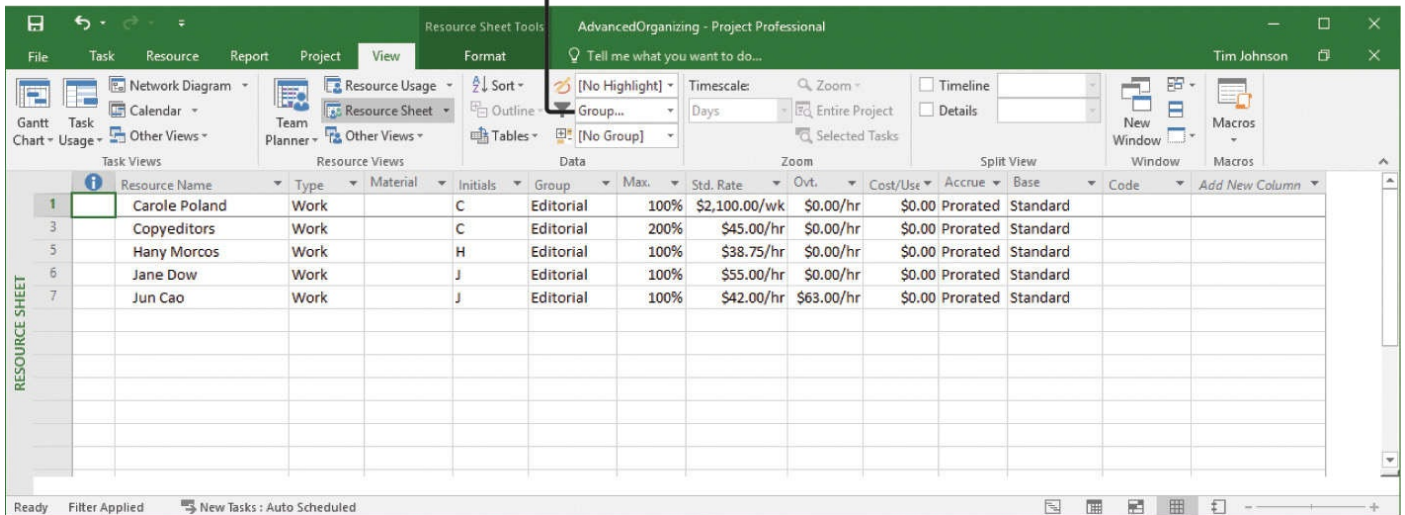 Resource Sheet Tools AdvancedOrganizing - Project Professional
File Task Resource Report Project View Format Tell me what you want to do... Tim Johnson
Network Diagram Resource Usage Sort [No Highlight] Timescale: Zoom Timeline
Calendar Resource Sheet Outline Group... Days Entire Project Details
Gantt Chart Task Usage Other Views Team Planner Other Views Tables [No Group] Selected Tasks New Window Macros
Task Views Resource Views Data Zoom Split View Window Macros
Resource Name Type Material Initials Group Max. Std. Rate Ovt. Cost/Use Accrue Base Code Add New Column
1 Carole Poland Work C Editorial 100% $2,100.00/wk $0.00/hr $0.00 Prorated Standard
3 Copyeditors Work C Editorial 200% $45.00/hr $0.00/hr $0.00 Prorated Standard
5 Hany Morcos Work H Editorial 100% $38.75/hr $0.00/hr $0.00 Prorated Standard
6 Jane Dow Work J Editorial 100% $55.00/hr $0.00/hr $0.00 Prorated Standard
7 Jun Cao Work J Editorial 100% $42.00/hr $63.00/hr $0.00 Prorated Standard
RESOURCE SHEET
Ready Filter Applied New Tasks : Auto Scheduled